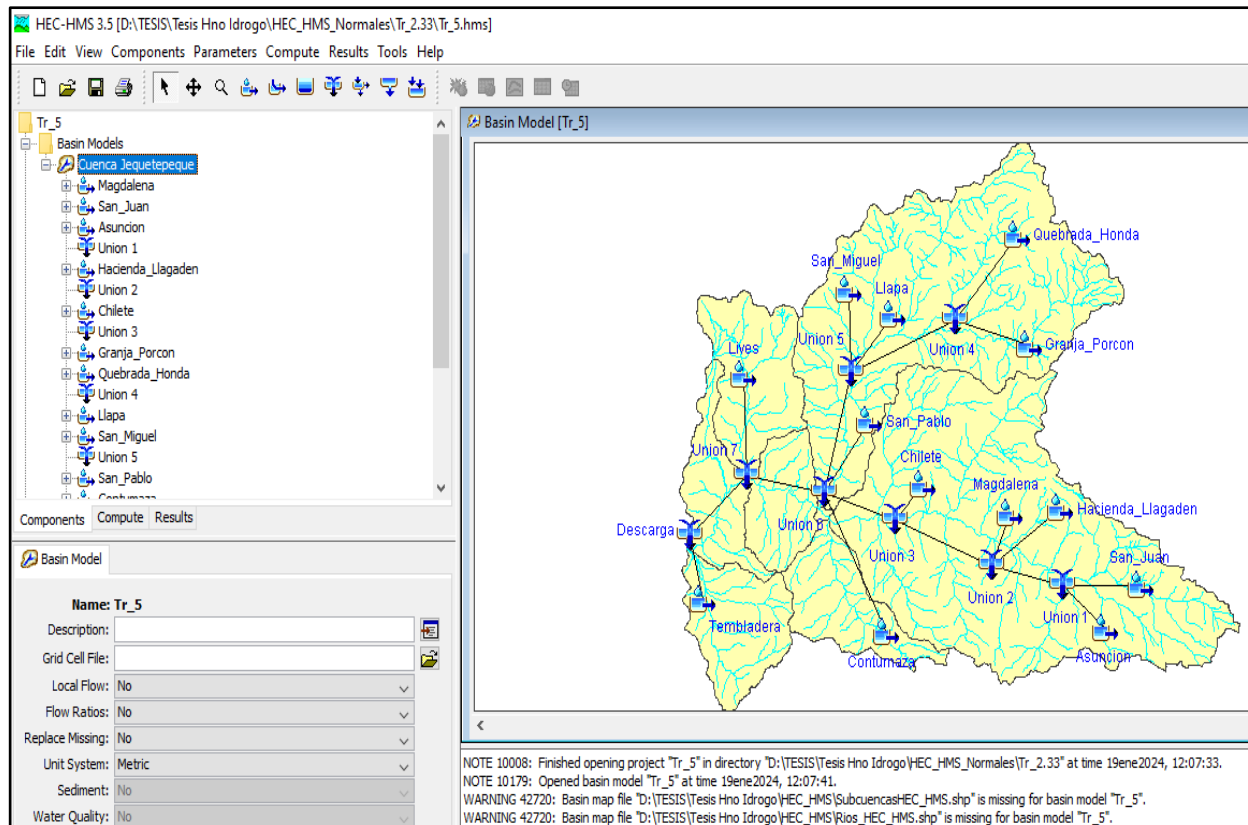 HEC-HMS 3.5 [D:\TESIS\Tesis Hno Idrogo\HEC_HMS_Normales\Tr_2.33\Tr_5.hms]
File Edit View Components Parameters Compute Results Tools Help
Tr_5
Basin Models
Cuenca Jequetepeque
Magdalena
San_Juan
Asuncion
Union 1
Hacienda_Llagaden
Union 2
Chilete
Union 3
Granja_Porcon
Quebrada_Honda
Union 4
Llapa
San_Miguel
Union 5
San_Pablo
Contumaza
Components Compute Results
Basin Model
Name: Tr_5
Description:
Grid Cell File:
Local Flow: No
Flow Ratios: No
Replace Missing: No
Unit System: Metric
Sediment: No
Water Quality: No
Basin Model [Tr_5]
Quebrada_Honda
San_Miguel
Llapa
Union 5
Union 4
Granja_Porcon
Lives
San_Pablo
Union 7
Chilete
Magdalena
Hacienda_Llagaden
Descarga
Union 6
Union 3
San_Juan
Union 2
Union 1
Tembladera
Contumaza
Asuncion
NOTE 10008: Finished opening project "Tr_5" in directory "D:\TESIS\Tesis Hno Idrogo\HEC_HMS_Normales\Tr_2.33" at time 19ene2024, 12:07:33.
NOTE 10179: Opened basin model "Tr_5" at time 19ene2024, 12:07:41.
WARNING 42720: Basin map file "D:\TESIS\Tesis Hno Idrogo\HEC_HMS\SubcuencasHEC_HMS.shp" is missing for basin model "Tr_5".
WARNING 42720: Basin map file "D:\TESIS\Tesis Hno Idrogo\HEC_HMS\Rios_HEC_HMS.shp" is missing for basin model "Tr_5".